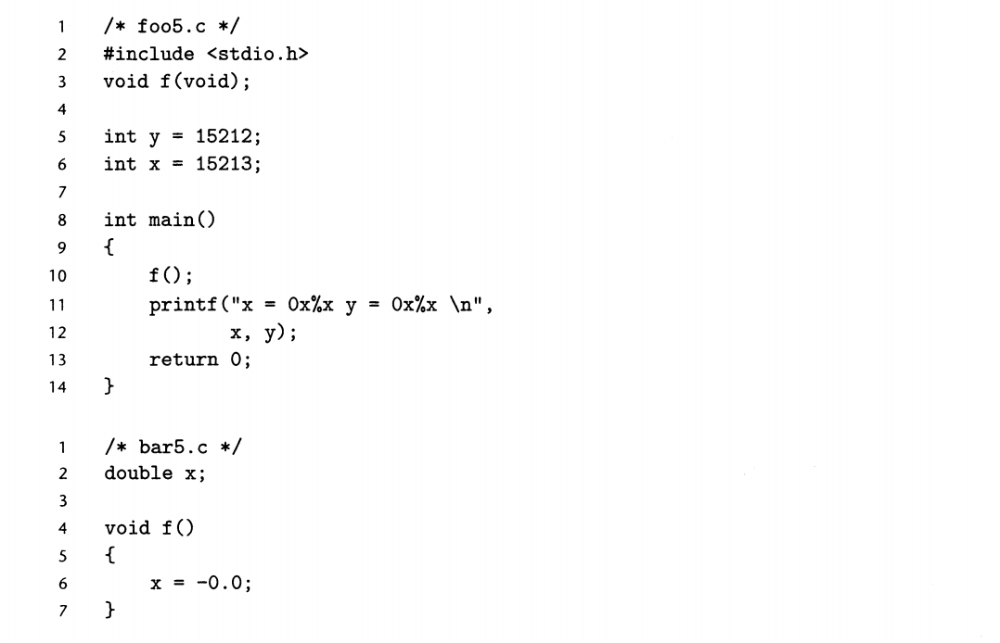 1 /* foo5.c */
2 #include <stdio.h>
3 void f(void);
4
5 int y = 15212;
6 int x = 15213;
7
8 int main()
9 {
10     f();
11     printf("x = 0x%x y = 0x%x \n",
12            x, y);
13     return 0;
14 }
1 /* bar5.c */
2 double x;
3
4 void f()
5 {
6     x = -0.0;
7 }